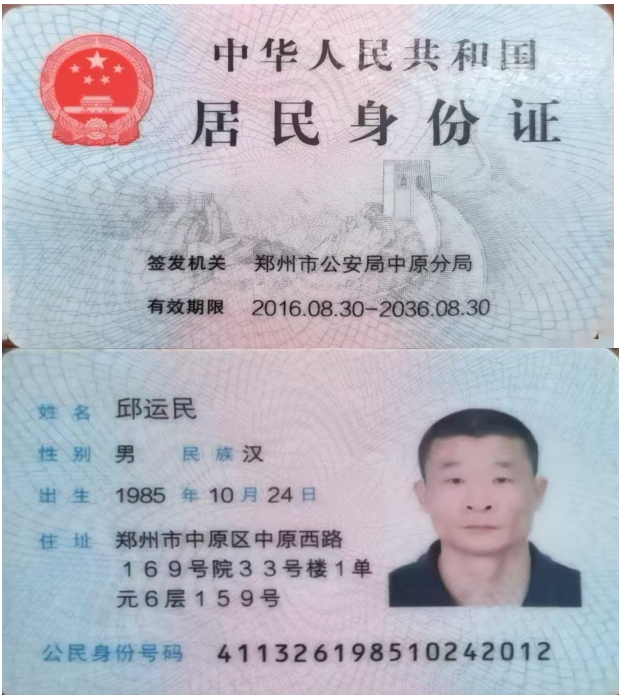 中华人民共和国
居民身份证
签发机关 郑州市公安局中原分局
有效期限 2016.08.30-2036.08.30
姓名 邱运民
性别 男 民族 汉
出生 1985 年 10 月 24 日
住址 郑州市中原区中原西路
169号院33号楼1单
元6层159号
公民身份号码 411326198510242012